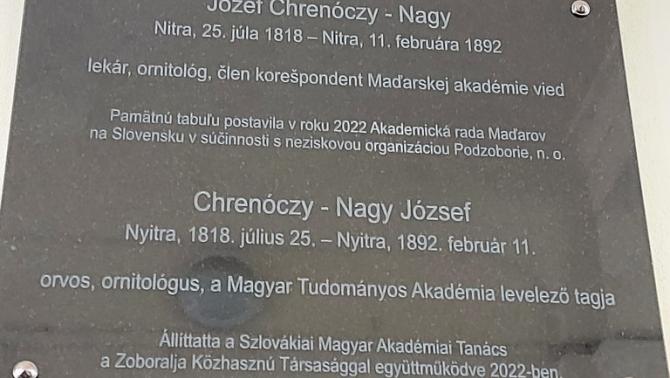 Jozef Chrenóczy - Nagy
Nitra, 25. júla 1818 – Nitra, 11. februára 1892
lekár, ornitológ, člen korešpondent Maďarskej akadémie vied
Pamätnú tabuľu postavila v roku 2022 Akademická rada Maďarov
na Slovensku v súčinnosti s neziskovou organizáciou Podzoborie, n. o.
Chrenóczy - Nagy József
Nyitra, 1818. július 25. – Nyitra, 1892. február 11.
orvos, ornitológus, a Magyar Tudományos Akadémia levelező tagja
Állíttatta a Szlovákiai Magyar Akadémiai Tanács
a Zoboralja Közhasznú Társasággal együttműködve 2022-ben.